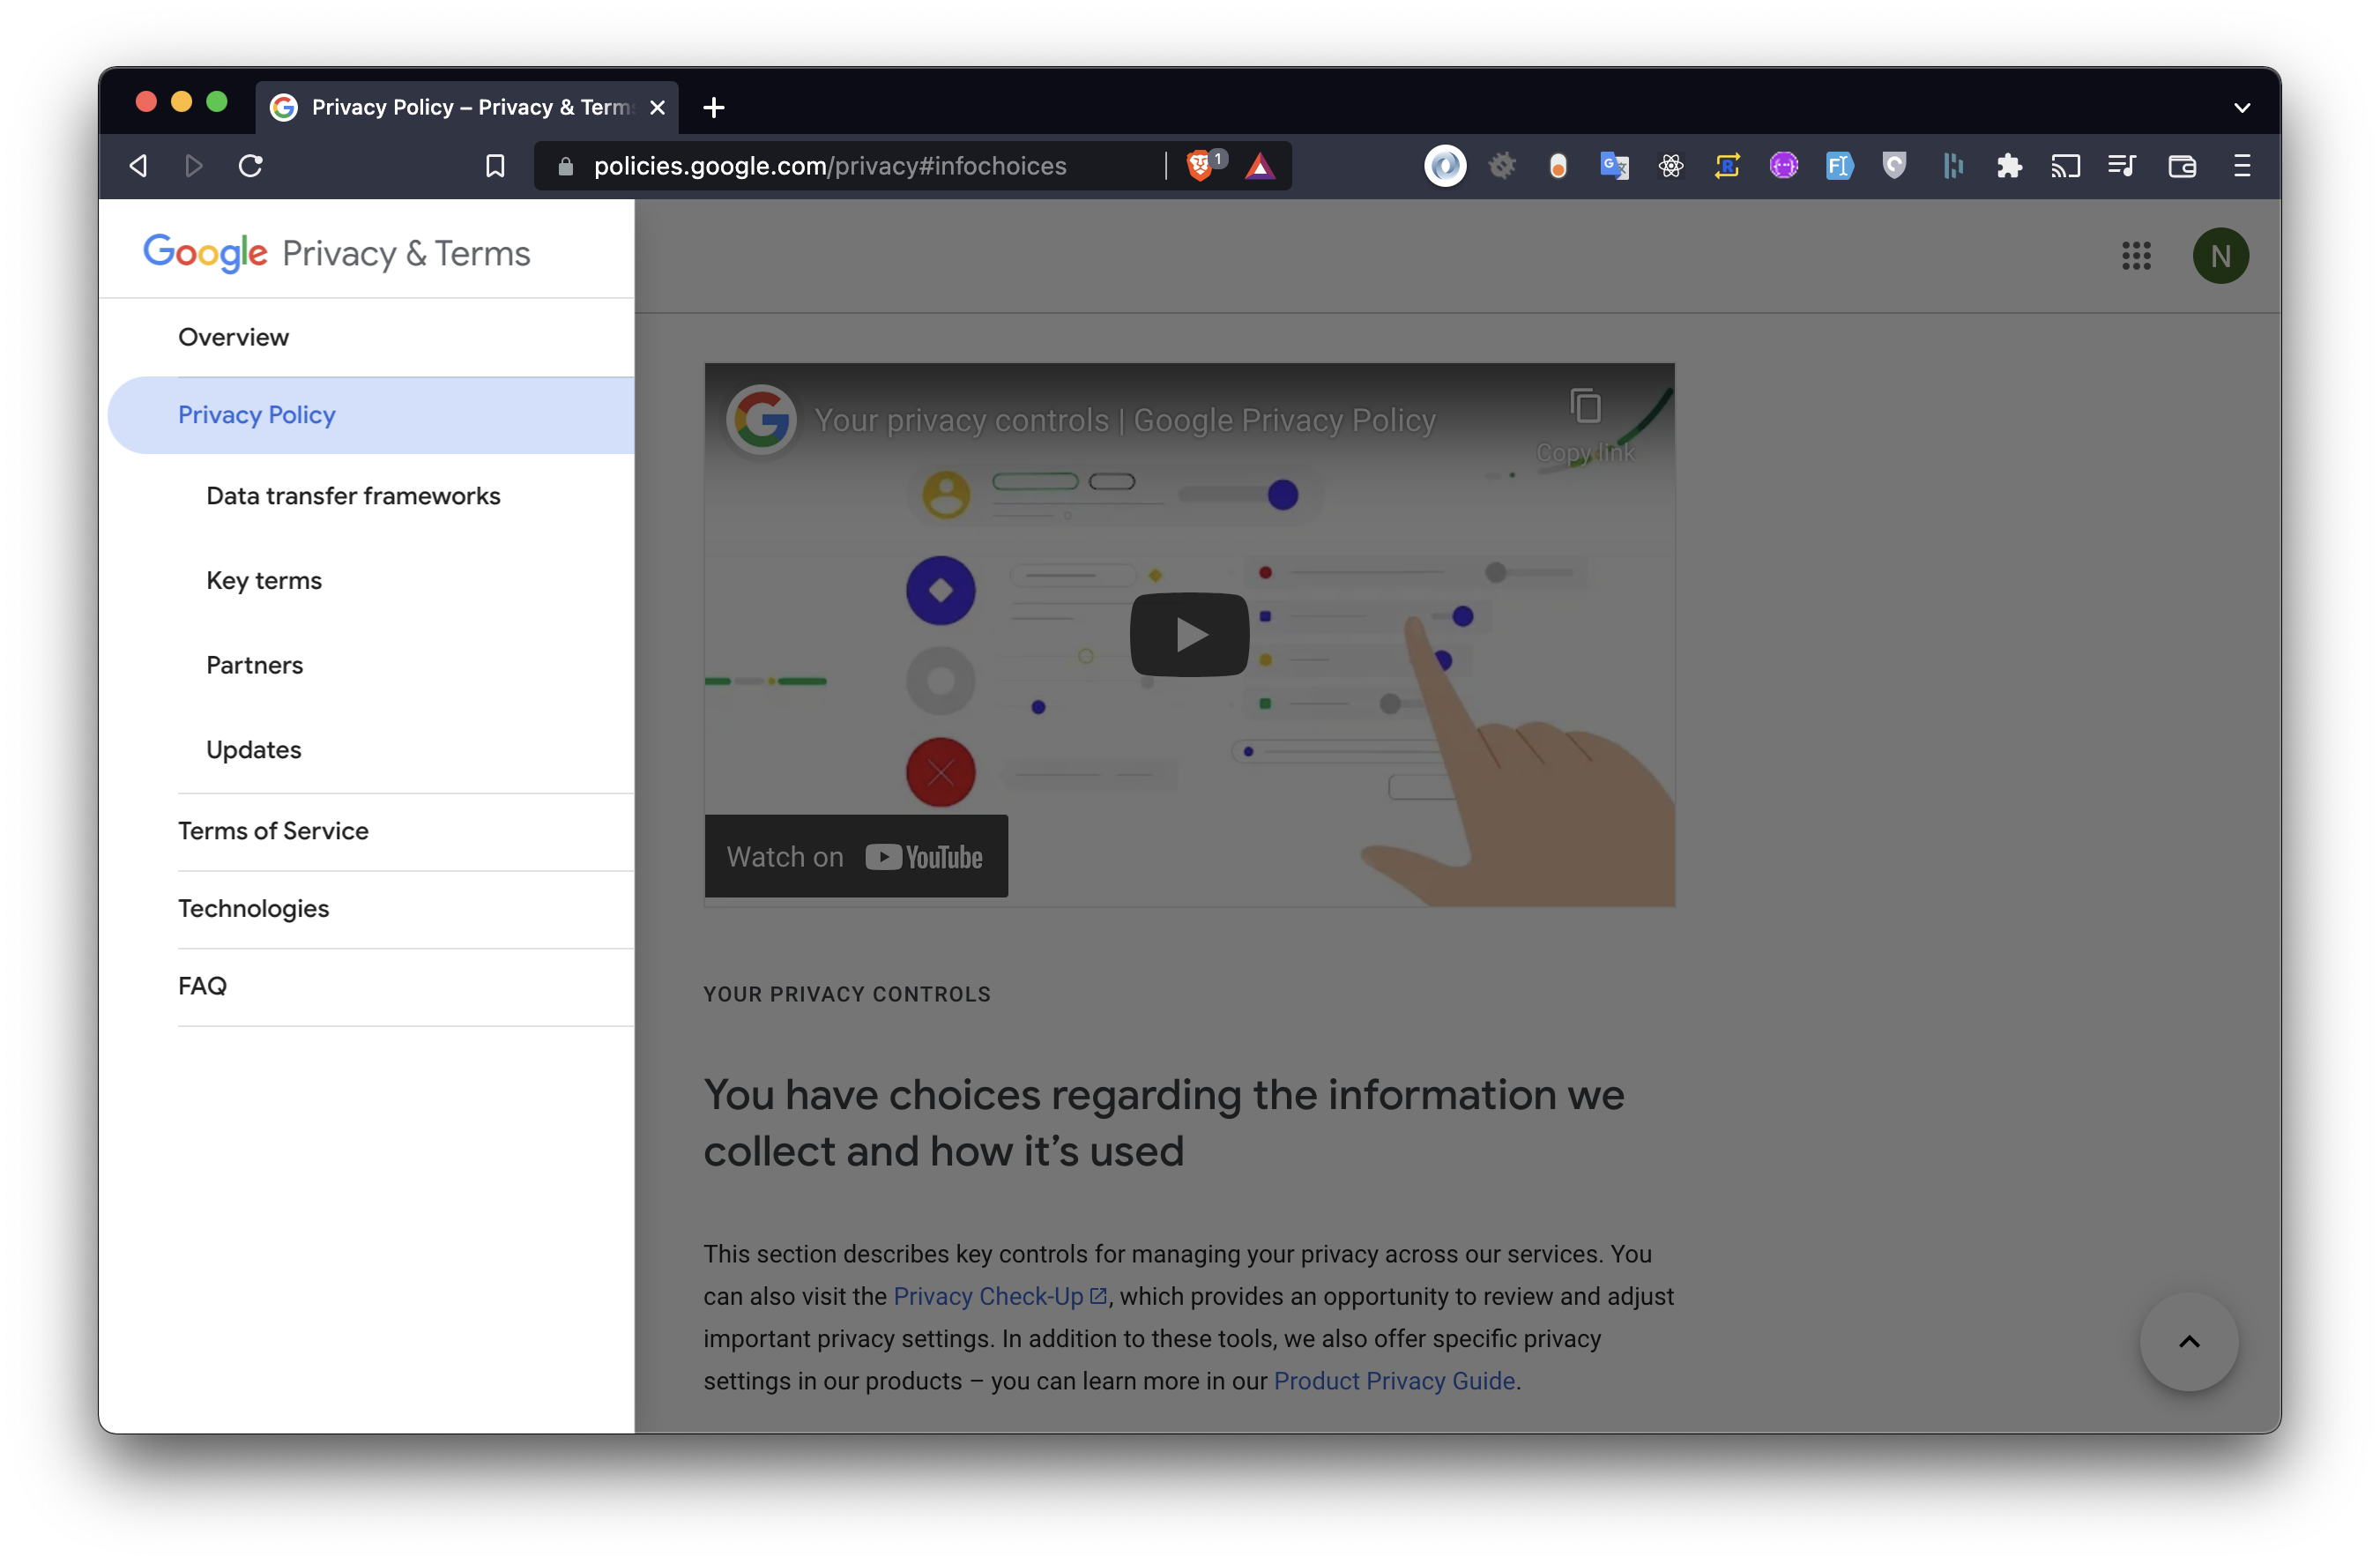 Privacy Policy – Privacy & Term
policies.google.com/privacy#infochoices
1
Google Privacy & Terms
N
Overview
Privacy Policy
Data transfer frameworks
Key terms
Partners
Updates
Terms of Service
Technologies
FAQ
Your privacy controls | Google Privacy Policy
Copy link
Watch on YouTube
YOUR PRIVACY CONTROLS
You have choices regarding the information we
collect and how it’s used
This section describes key controls for managing your privacy across our services. You
can also visit the Privacy Check-Up, which provides an opportunity to review and adjust
important privacy settings. In addition to these tools, we also offer specific privacy
settings in our products – you can learn more in our Product Privacy Guide.